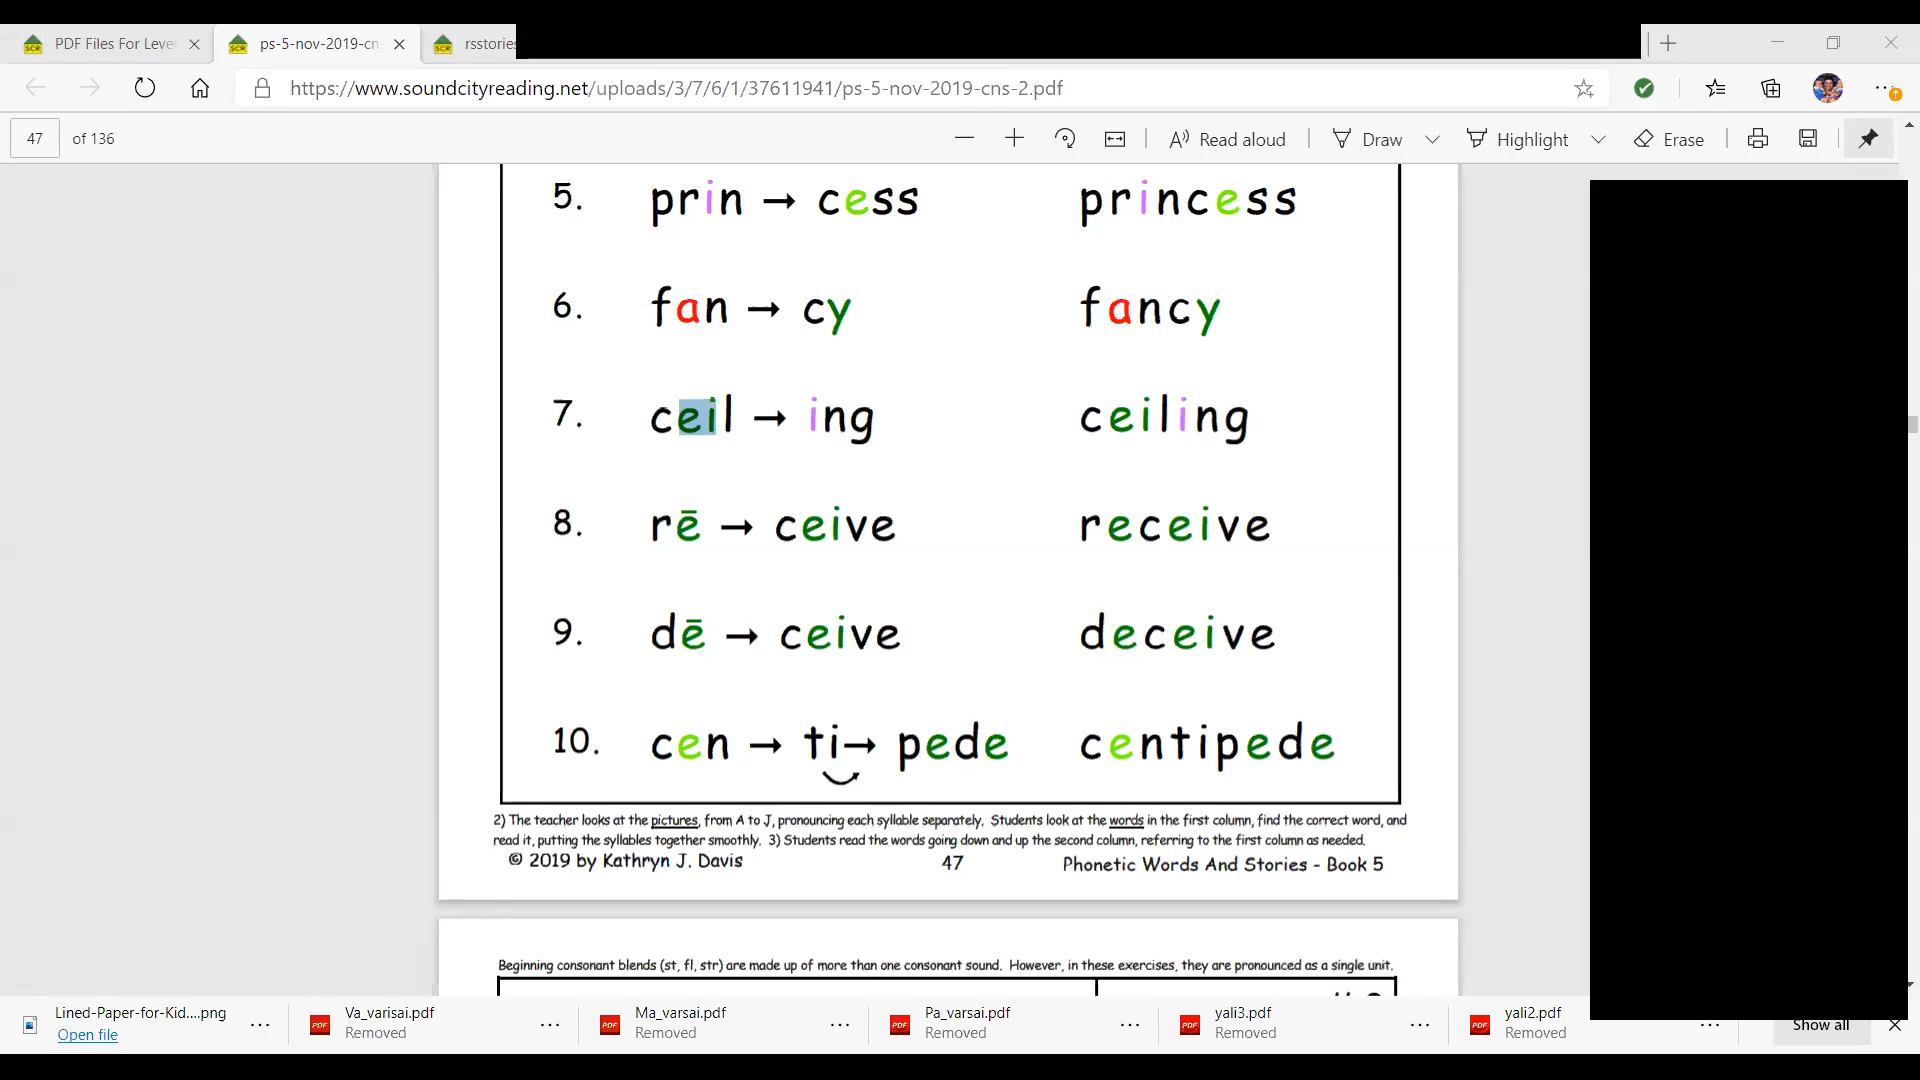 PDF Files For Leve
ps-5-nov-2019-cn
rsstories
https://www.soundcityreading.net/uploads/3/7/6/1/37611941/ps-5-nov-2019-cns-2.pdf
47 of 136 Read aloud Draw Highlight Erase
5. prin → cess princess
6. fan → cy fancy
7. ceil → ing ceiling
8. rē → ceive receive
9. dē → ceive deceive
10. cen → ti → pede centipede
2) The teacher looks at the pictures, from A to J, pronouncing each syllable separately. Students look at the words in the first column, find the correct word, and
read it, putting the syllables together smoothly. 3) Students read the words going down and up the second column, referring to the first column as needed.
© 2019 by Kathryn J. Davis 47 Phonetic Words And Stories - Book 5
Beginning consonant blends (st, fl, str) are made up of more than one consonant sound. However, in these exercises, they are pronounced as a single unit.
Lined-Paper-for-Kid....png
Open file
Va_varisai.pdf
Removed
Ma_varsai.pdf
Removed
Pa_varsai.pdf
Removed
yali3.pdf
Removed
yali2.pdf
Removed
Show all